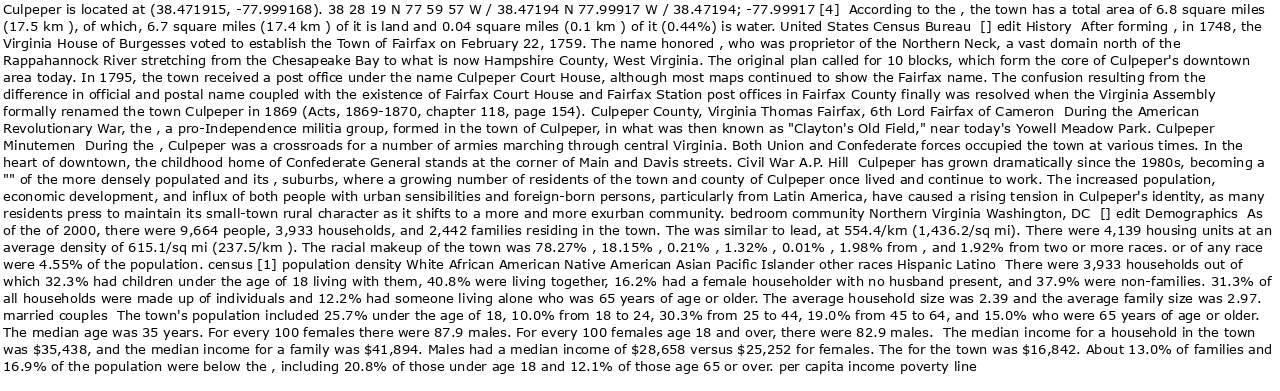 Culpeper is located at (38.471915, -77.999168). 38 28 19 N 77 59 57 W / 38.47194 N 77.99917 W / 38.47194; -77.99917 [4]  According to the , the town has a total area of 6.8 square miles
(17.5 km ), of which, 6.7 square miles (17.4 km ) of it is land and 0.04 square miles (0.1 km ) of it (0.44%) is water. United States Census Bureau  [] edit History  After forming , in 1748, the
Virginia House of Burgesses voted to establish the Town of Fairfax on February 22, 1759. The name honored , who was proprietor of the Northern Neck, a vast domain north of the
Rappahannock River stretching from the Chesapeake Bay to what is now Hampshire County, West Virginia. The original plan called for 10 blocks, which form the core of Culpeper's downtown
area today. In 1795, the town received a post office under the name Culpeper Court House, although most maps continued to show the Fairfax name. The confusion resulting from the
difference in official and postal name coupled with the existence of Fairfax Court House and Fairfax Station post offices in Fairfax County finally was resolved when the Virginia Assembly
formally renamed the town Culpeper in 1869 (Acts, 1869-1870, chapter 118, page 154). Culpeper County, Virginia Thomas Fairfax, 6th Lord Fairfax of Cameron  During the American
Revolutionary War, the , a pro-Independence militia group, formed in the town of Culpeper, in what was then known as "Clayton's Old Field," near today's Yowell Meadow Park. Culpeper
Minutemen  During the , Culpeper was a crossroads for a number of armies marching through central Virginia. Both Union and Confederate forces occupied the town at various times. In the
heart of downtown, the childhood home of Confederate General stands at the corner of Main and Davis streets. Civil War A.P. Hill  Culpeper has grown dramatically since the 1980s, becoming a
"" of the more densely populated and its , suburbs, where a growing number of residents of the town and county of Culpeper once lived and continue to work. The increased population,
economic development, and influx of both people with urban sensibilities and foreign-born persons, particularly from Latin America, have caused a rising tension in Culpeper's identity, as many
residents press to maintain its small-town rural character as it shifts to a more and more exurban community. bedroom community Northern Virginia Washington, DC  [] edit Demographics  As
of the of 2000, there were 9,664 people, 3,933 households, and 2,442 families residing in the town. The was similar to lead, at 554.4/km (1,436.2/sq mi). There were 4,139 housing units at an
average density of 615.1/sq mi (237.5/km ). The racial makeup of the town was 78.27% , 18.15% , 0.21% , 1.32% , 0.01% , 1.98% from , and 1.92% from two or more races. or of any race
were 4.55% of the population. census [1] population density White African American Native American Asian Pacific Islander other races Hispanic Latino  There were 3,933 households out of
which 32.3% had children under the age of 18 living with them, 40.8% were living together, 16.2% had a female householder with no husband present, and 37.9% were non-families. 31.3% of
all households were made up of individuals and 12.2% had someone living alone who was 65 years of age or older. The average household size was 2.39 and the average family size was 2.97.
married couples  The town's population included 25.7% under the age of 18, 10.0% from 18 to 24, 30.3% from 25 to 44, 19.0% from 45 to 64, and 15.0% who were 65 years of age or older.
The median age was 35 years. For every 100 females there were 87.9 males. For every 100 females age 18 and over, there were 82.9 males.  The median income for a household in the town
was $35,438, and the median income for a family was $41,894. Males had a median income of $28,658 versus $25,252 for females. The for the town was $16,842. About 13.0% of families and
16.9% of the population were below the , including 20.8% of those under age 18 and 12.1% of those age 65 or over. per capita income poverty line